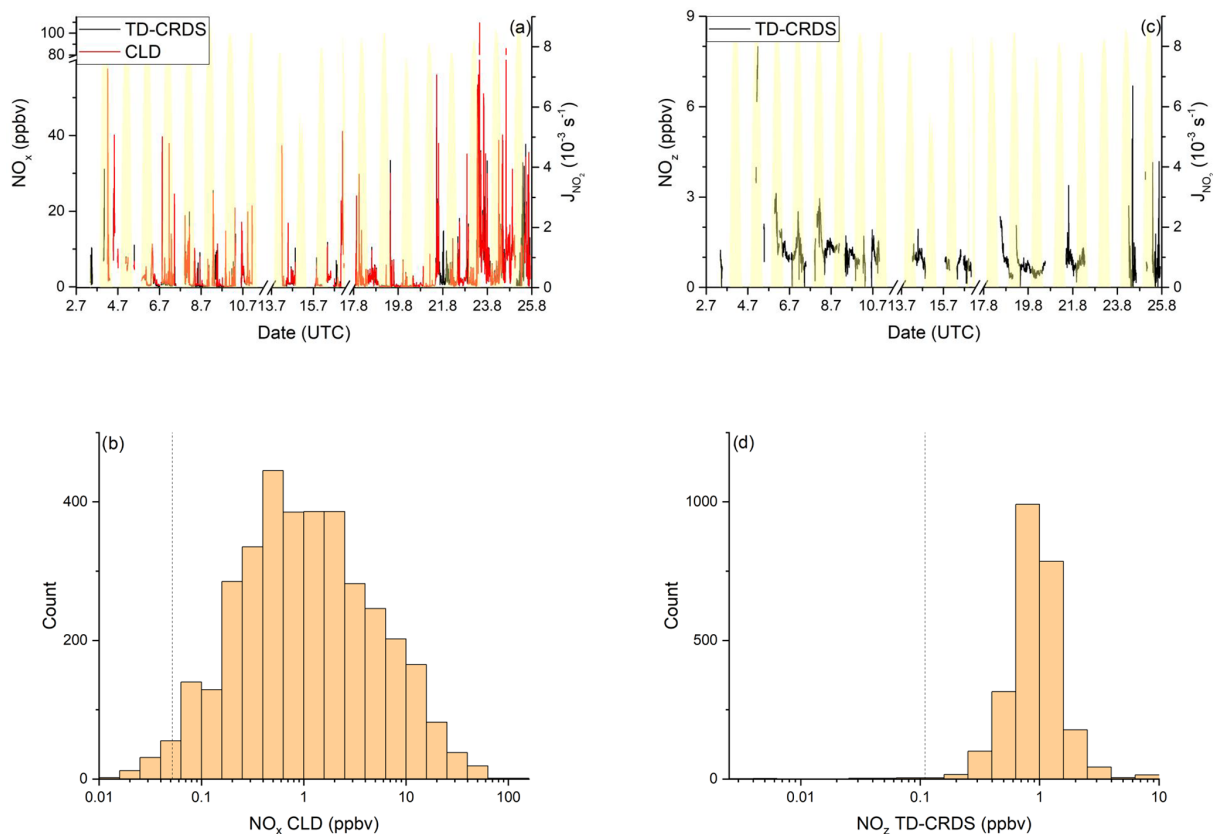 (a)
TD-CRDS
CLD
100
80
40
20
0
NOx (ppbv)
8
6
4
2
0
JNO2 (10-3 s-1)
2.7 4.7 6.7 8.7 10.7 13.7 15.7 17.8 19.8 21.8 23.8 25.8
Date (UTC)
(c)
TD-CRDS
9
6
3
0
NOz (ppbv)
8
6
4
2
0
JNO2 (10-3 s-1)
2.7 4.7 6.7 8.7 10.7 13.7 15.7 17.8 19.8 21.8 23.8 25.8
Date (UTC)
(b)
400
200
0
Count
0.01 0.1 1 10 100
NOx CLD (ppbv)
(d)
1000
500
0
Count
0.01 0.1 1 10
NOz TD-CRDS (ppbv)